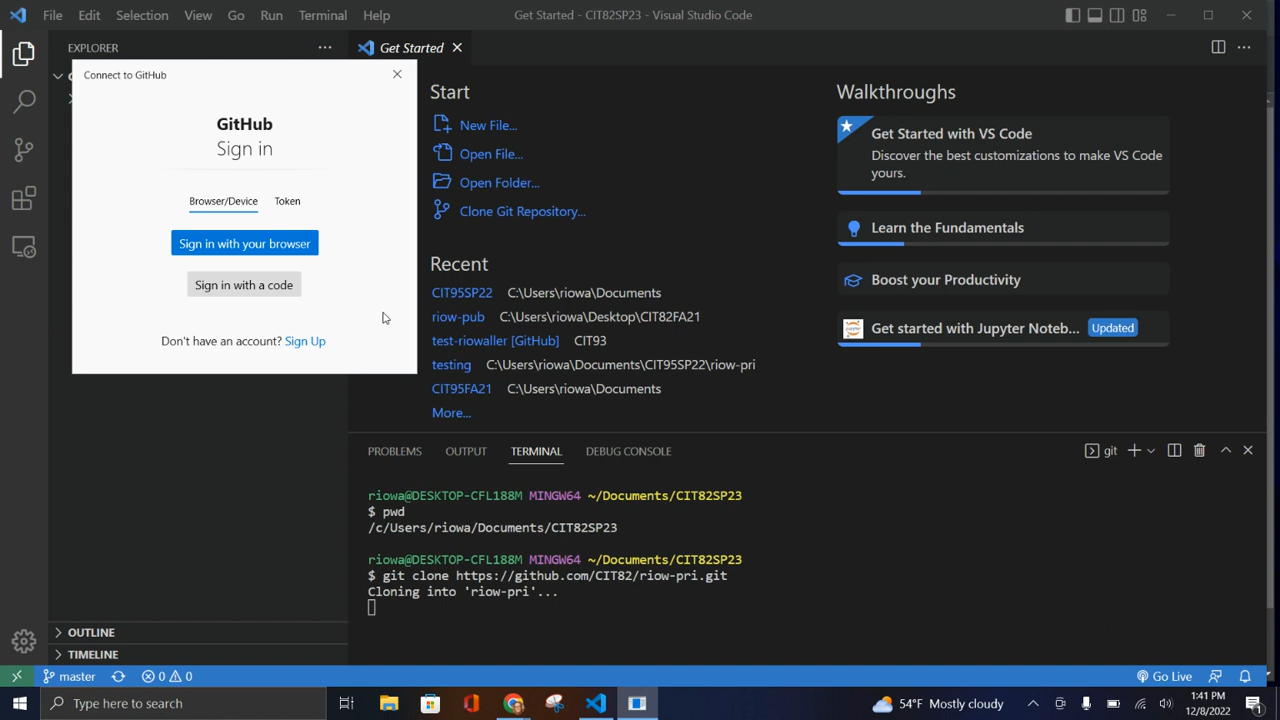 File Edit Selection View Go Run Terminal Help
Get Started - CIT82SP23 - Visual Studio Code
EXPLORER
Get Started
Connect to GitHub
GitHub
Sign in
Browser/Device Token
Sign in with your browser
Sign in with a code
Don't have an account? Sign Up
Start
New File...
Open File...
Open Folder...
Clone Git Repository...
Recent
CIT95SP22 C:\Users\riowa\Documents
riow-pub C:\Users\riowa\Desktop\CIT82FA21
test-riowaller [GitHub] CIT93
testing C:\Users\riowa\Documents\CIT95SP22\riow-pri
CIT95FA21 C:\Users\riowa\Documents
More...
Walkthroughs
Get Started with VS Code
Discover the best customizations to make VS Code
yours.
Learn the Fundamentals
Boost your Productivity
Get started with Jupyter Noteb... Updated
PROBLEMS OUTPUT TERMINAL DEBUG CONSOLE
git
riowa@DESKTOP-CFL188M MINGW64 ~/Documents/CIT82SP23
$ pwd
/c/Users/riowa/Documents/CIT82SP23
riowa@DESKTOP-CFL188M MINGW64 ~/Documents/CIT82SP23
$ git clone https://github.com/CIT82/riow-pri.git
Cloning into 'riow-pri'...
OUTLINE
TIMELINE
master 0 0
Go Live
Type here to search
54°F Mostly cloudy
1:41 PM
12/8/2022
1